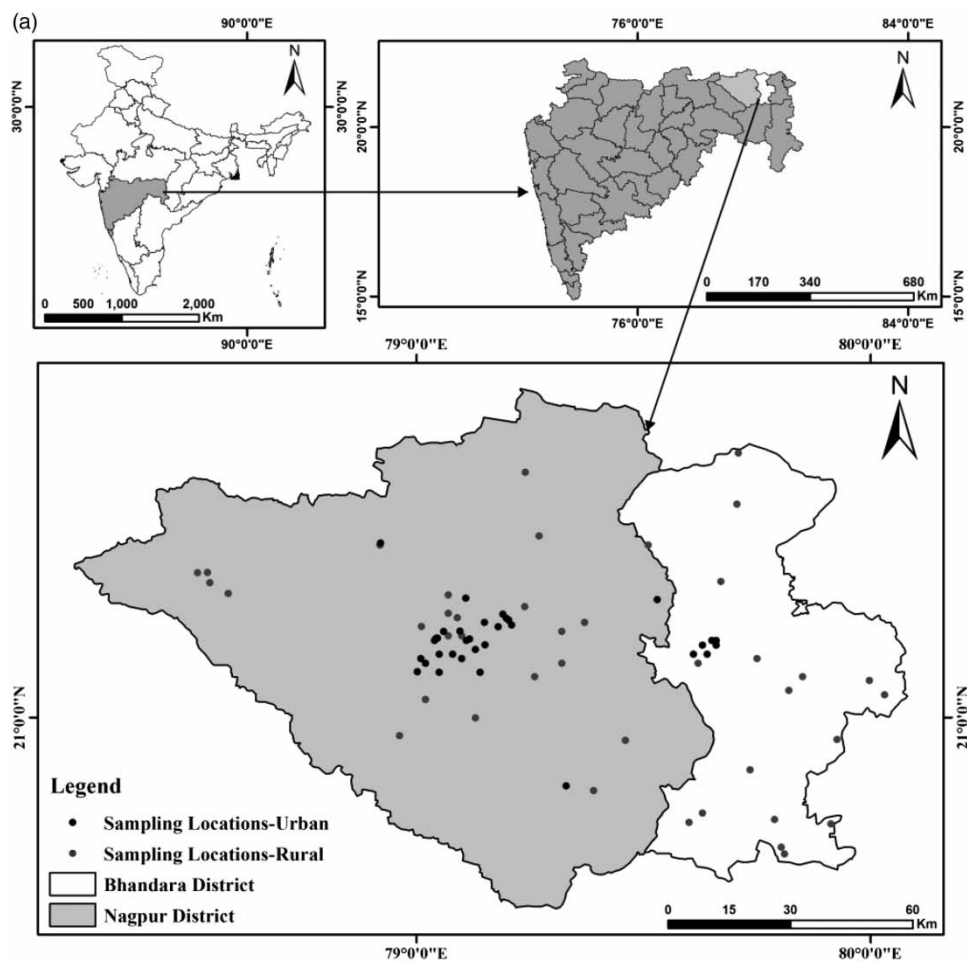 (a)
90°0'0"E
76°0'0"E
84°0'0"E
N
N
30°0'0"N
30°0'0"N
20°0'0"N
20°0'0"N
0 500 1,000 2,000
Km
0 170 340 680
Km
15°0'0"N
15°0'0"N
90°0'0"E
76°0'0"E
84°0'0"E
79°0'0"E
80°0'0"E
N
21°0'0"N
21°0'0"N
Legend
Sampling Locations-Urban
Sampling Locations-Rural
Bhandara District
Nagpur District
0 15 30 60
Km
79°0'0"E
80°0'0"E